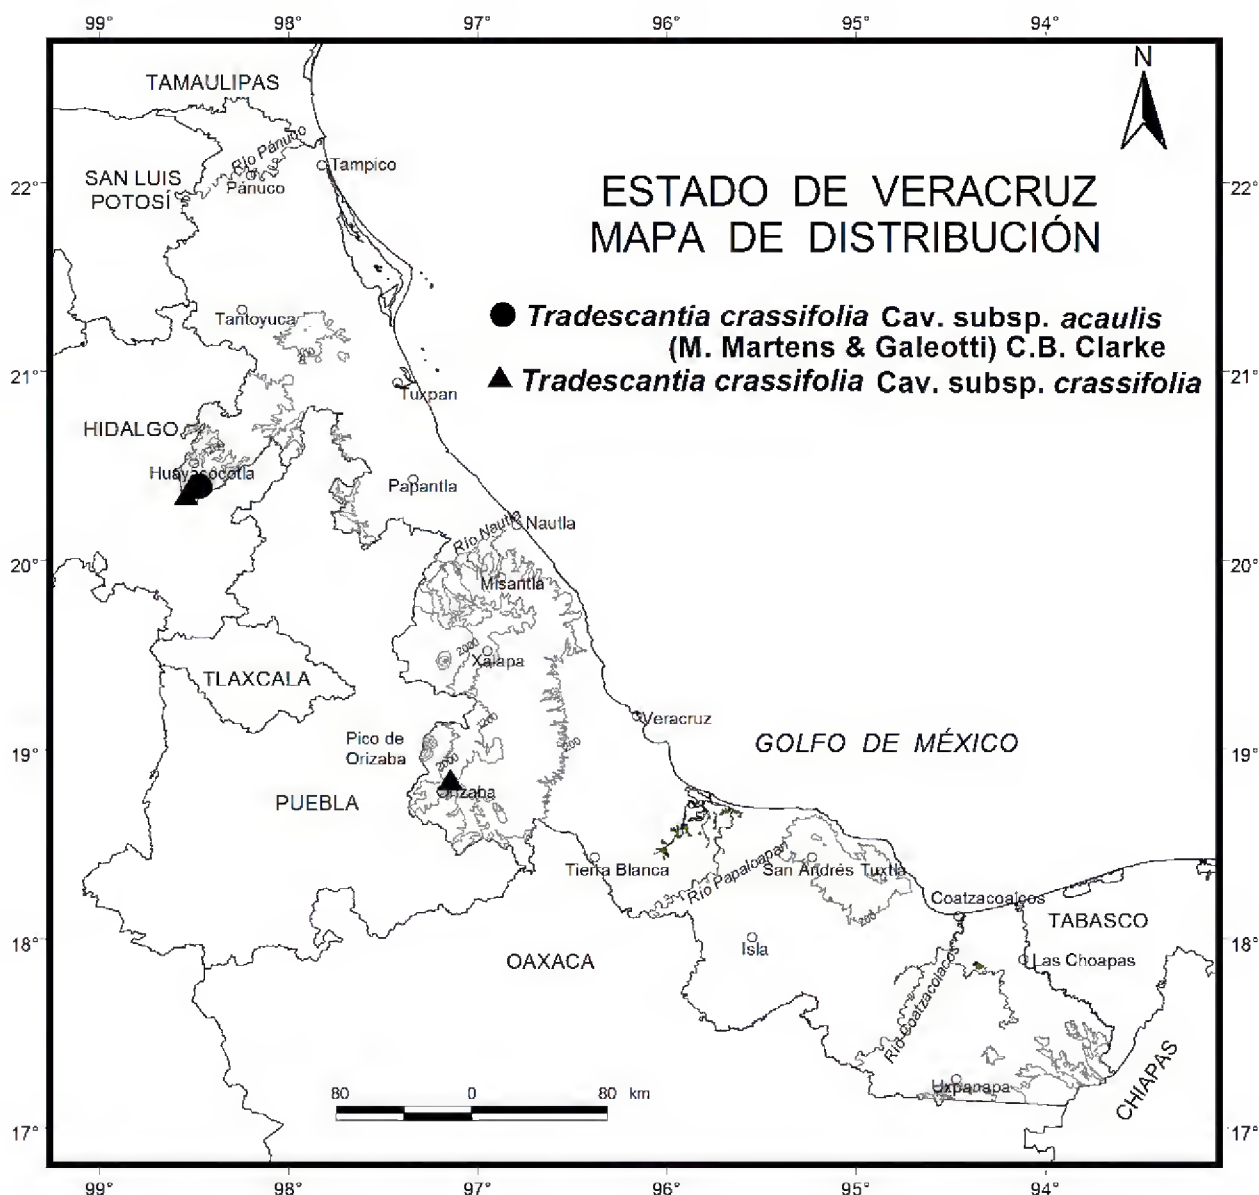 99° 98° 97° 96° 95° 94°
N
TAMAULIPAS
Río Pánuco
Tampico
SAN LUIS
POTOSÍ
Pánuco
22° 22°
ESTADO DE VERACRUZ
MAPA DE DISTRIBUCIÓN
Tantoyuca
Tradescantia crassifolia Cav. subsp. acaulis
(M. Martens & Galeotti) C.B. Clarke
21° 21°
Tradescantia crassifolia Cav. subsp. crassifolia
Tuxpan
HIDALGO
Huayacocotla
Papantla
Río Nautla
Nautla
20° 20°
Misantla
2000
Xalapa
TLAXCALA
Veracruz
GOLFO DE MÉXICO
19° 19°
Pico de
Orizaba
200
2000
Orizaba
PUEBLA
Tierra Blanca
Río Papaloapan
San Andrés Tuxtla
Coatzacoalcos
200
TABASCO
18° 18°
Isla
OAXACA
Las Choapas
Río Coatzacoalcos
Uxpanapa
CHIAPAS
80 0 80 km
17° 17°
99° 98° 97° 96° 95° 94°